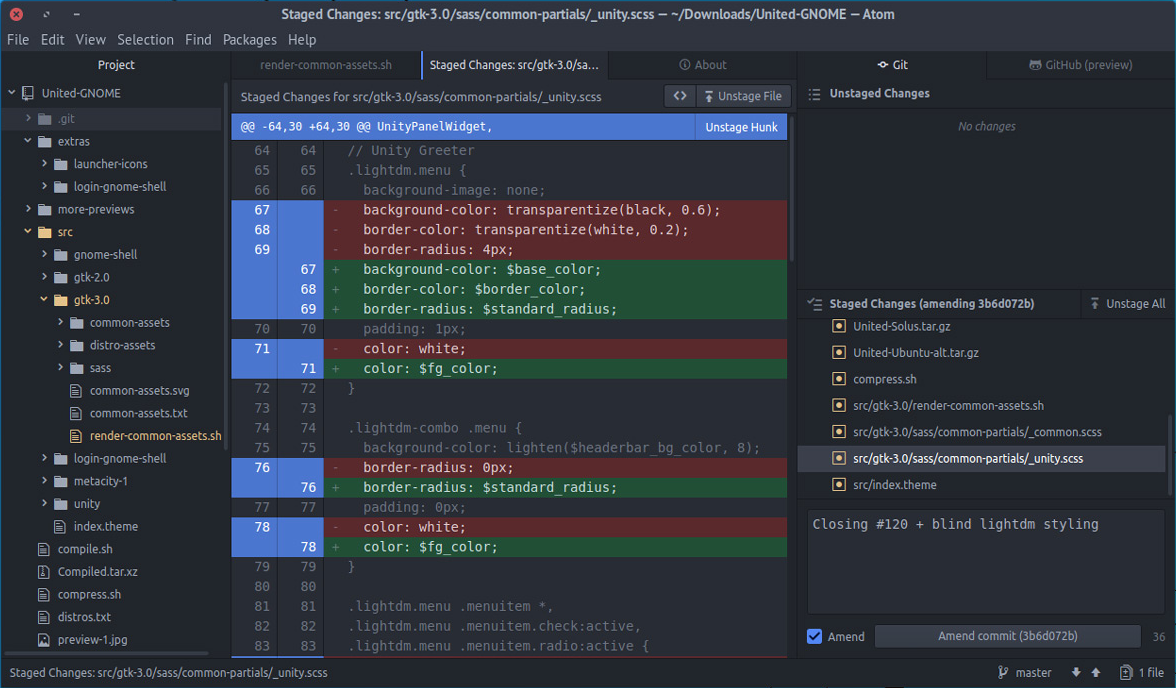 Staged Changes: src/gtk-3.0/sass/common-partials/_unity.scss — ~/Downloads/United-GNOME — Atom
File Edit View Selection Find Packages Help
Project
United-GNOME
.git
extras
launcher-icons
login-gnome-shell
more-previews
src
gnome-shell
gtk-2.0
gtk-3.0
common-assets
distro-assets
sass
common-assets.svg
common-assets.txt
render-common-assets.sh
login-gnome-shell
metacity-1
unity
index.theme
compile.sh
Compiled.tar.xz
compress.sh
distros.txt
preview-1.jpg
render-common-assets.sh
Staged Changes: src/gtk-3.0/sa...
About
Staged Changes for src/gtk-3.0/sass/common-partials/_unity.scss
Unstage File
@@ -64,30 +64,30 @@ UnityPanelWidget,
Unstage Hunk
64 64 // Unity Greeter
65 65 .lightdm.menu {
66 66 background-image: none;
67 - background-color: transparentize(black, 0.6);
68 - border-color: transparentize(white, 0.2);
69 - border-radius: 4px;
67 + background-color: $base_color;
68 + border-color: $border_color;
69 + border-radius: $standard_radius;
70 70 padding: 1px;
71 - color: white;
71 + color: $fg_color;
72 72 }
73 73
74 74 .lightdm-combo .menu {
75 75 background-color: lighten($headerbar_bg_color, 8);
76 - border-radius: 0px;
76 + border-radius: $standard_radius;
77 77 padding: 0px;
78 - color: white;
78 + color: $fg_color;
79 79 }
80 80
81 81 .lightdm.menu .menuitem *,
82 82 .lightdm.menu .menuitem.check:active,
83 83 .lightdm.menu .menuitem.radio:active {
Git
GitHub (preview)
Unstaged Changes
No changes
Staged Changes (amending 3b6d072b)
Unstage All
United-Solus.tar.gz
United-Ubuntu-alt.tar.gz
compress.sh
src/gtk-3.0/render-common-assets.sh
src/gtk-3.0/sass/common-partials/_common.scss
src/gtk-3.0/sass/common-partials/_unity.scss
src/index.theme
Closing #120 + blind lightdm styling
Amend
Amend commit (3b6d072b)
36
Staged Changes: src/gtk-3.0/sass/common-partials/_unity.scss
master
1 file